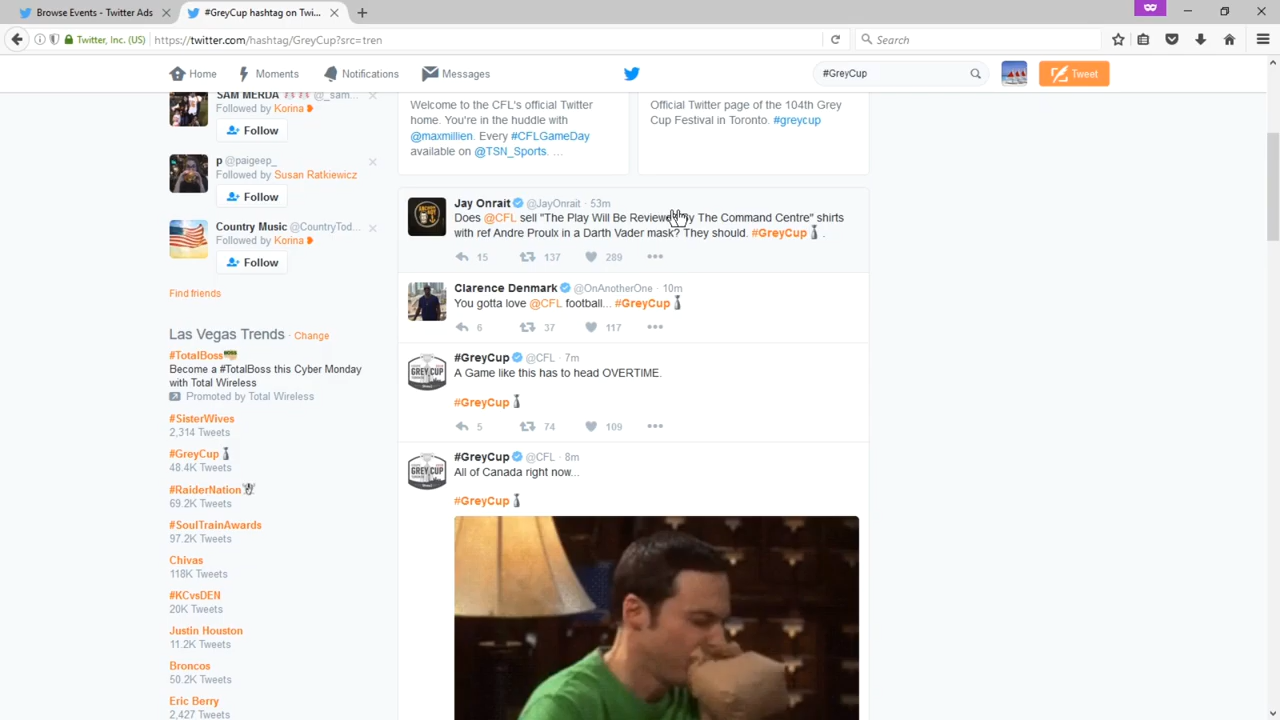 Browse Events - Twitter Ads
#GreyCup hashtag on Twi...
Twitter, Inc. (US)
https://twitter.com/hashtag/GreyCup?src=tren
Search
Home
Moments
Notifications
Messages
#GreyCup
Tweet
SAM MERDA @_sam...
Followed by Korina
Follow
p @paigeep_
Followed by Susan Ratkiewicz
Follow
Country Music @CountryTod...
Followed by Korina
Follow
Find friends
Las Vegas Trends · Change
#TotalBoss
Become a #TotalBoss this Cyber Monday
with Total Wireless
Promoted by Total Wireless
#SisterWives
2,314 Tweets
#GreyCup
48.4K Tweets
#RaiderNation
69.2K Tweets
#SoulTrainAwards
97.2K Tweets
Chivas
118K Tweets
#KCvsDEN
20K Tweets
Justin Houston
11.2K Tweets
Broncos
50.2K Tweets
Eric Berry
2,427 Tweets
Welcome to the CFL's official Twitter
home. You're in the huddle with
@maxmillien. Every #CFLGameDay
available on @TSN_Sports. ...
Official Twitter page of the 104th Grey
Cup Festival in Toronto. #greycup
Jay Onrait @JayOnrait · 53m
Does @CFL sell "The Play Will Be Reviewed By The Command Centre" shirts
with ref Andre Proulx in a Darth Vader mask? They should. #GreyCup .
15 137 289
Clarence Denmark @OnAnotherOne · 10m
You gotta love @CFL football... #GreyCup
6 37 117
#GreyCup @CFL · 7m
A Game like this has to head OVERTIME.
#GreyCup
5 74 109
#GreyCup @CFL · 8m
All of Canada right now...
#GreyCup
GREY CUP
GREY CUP